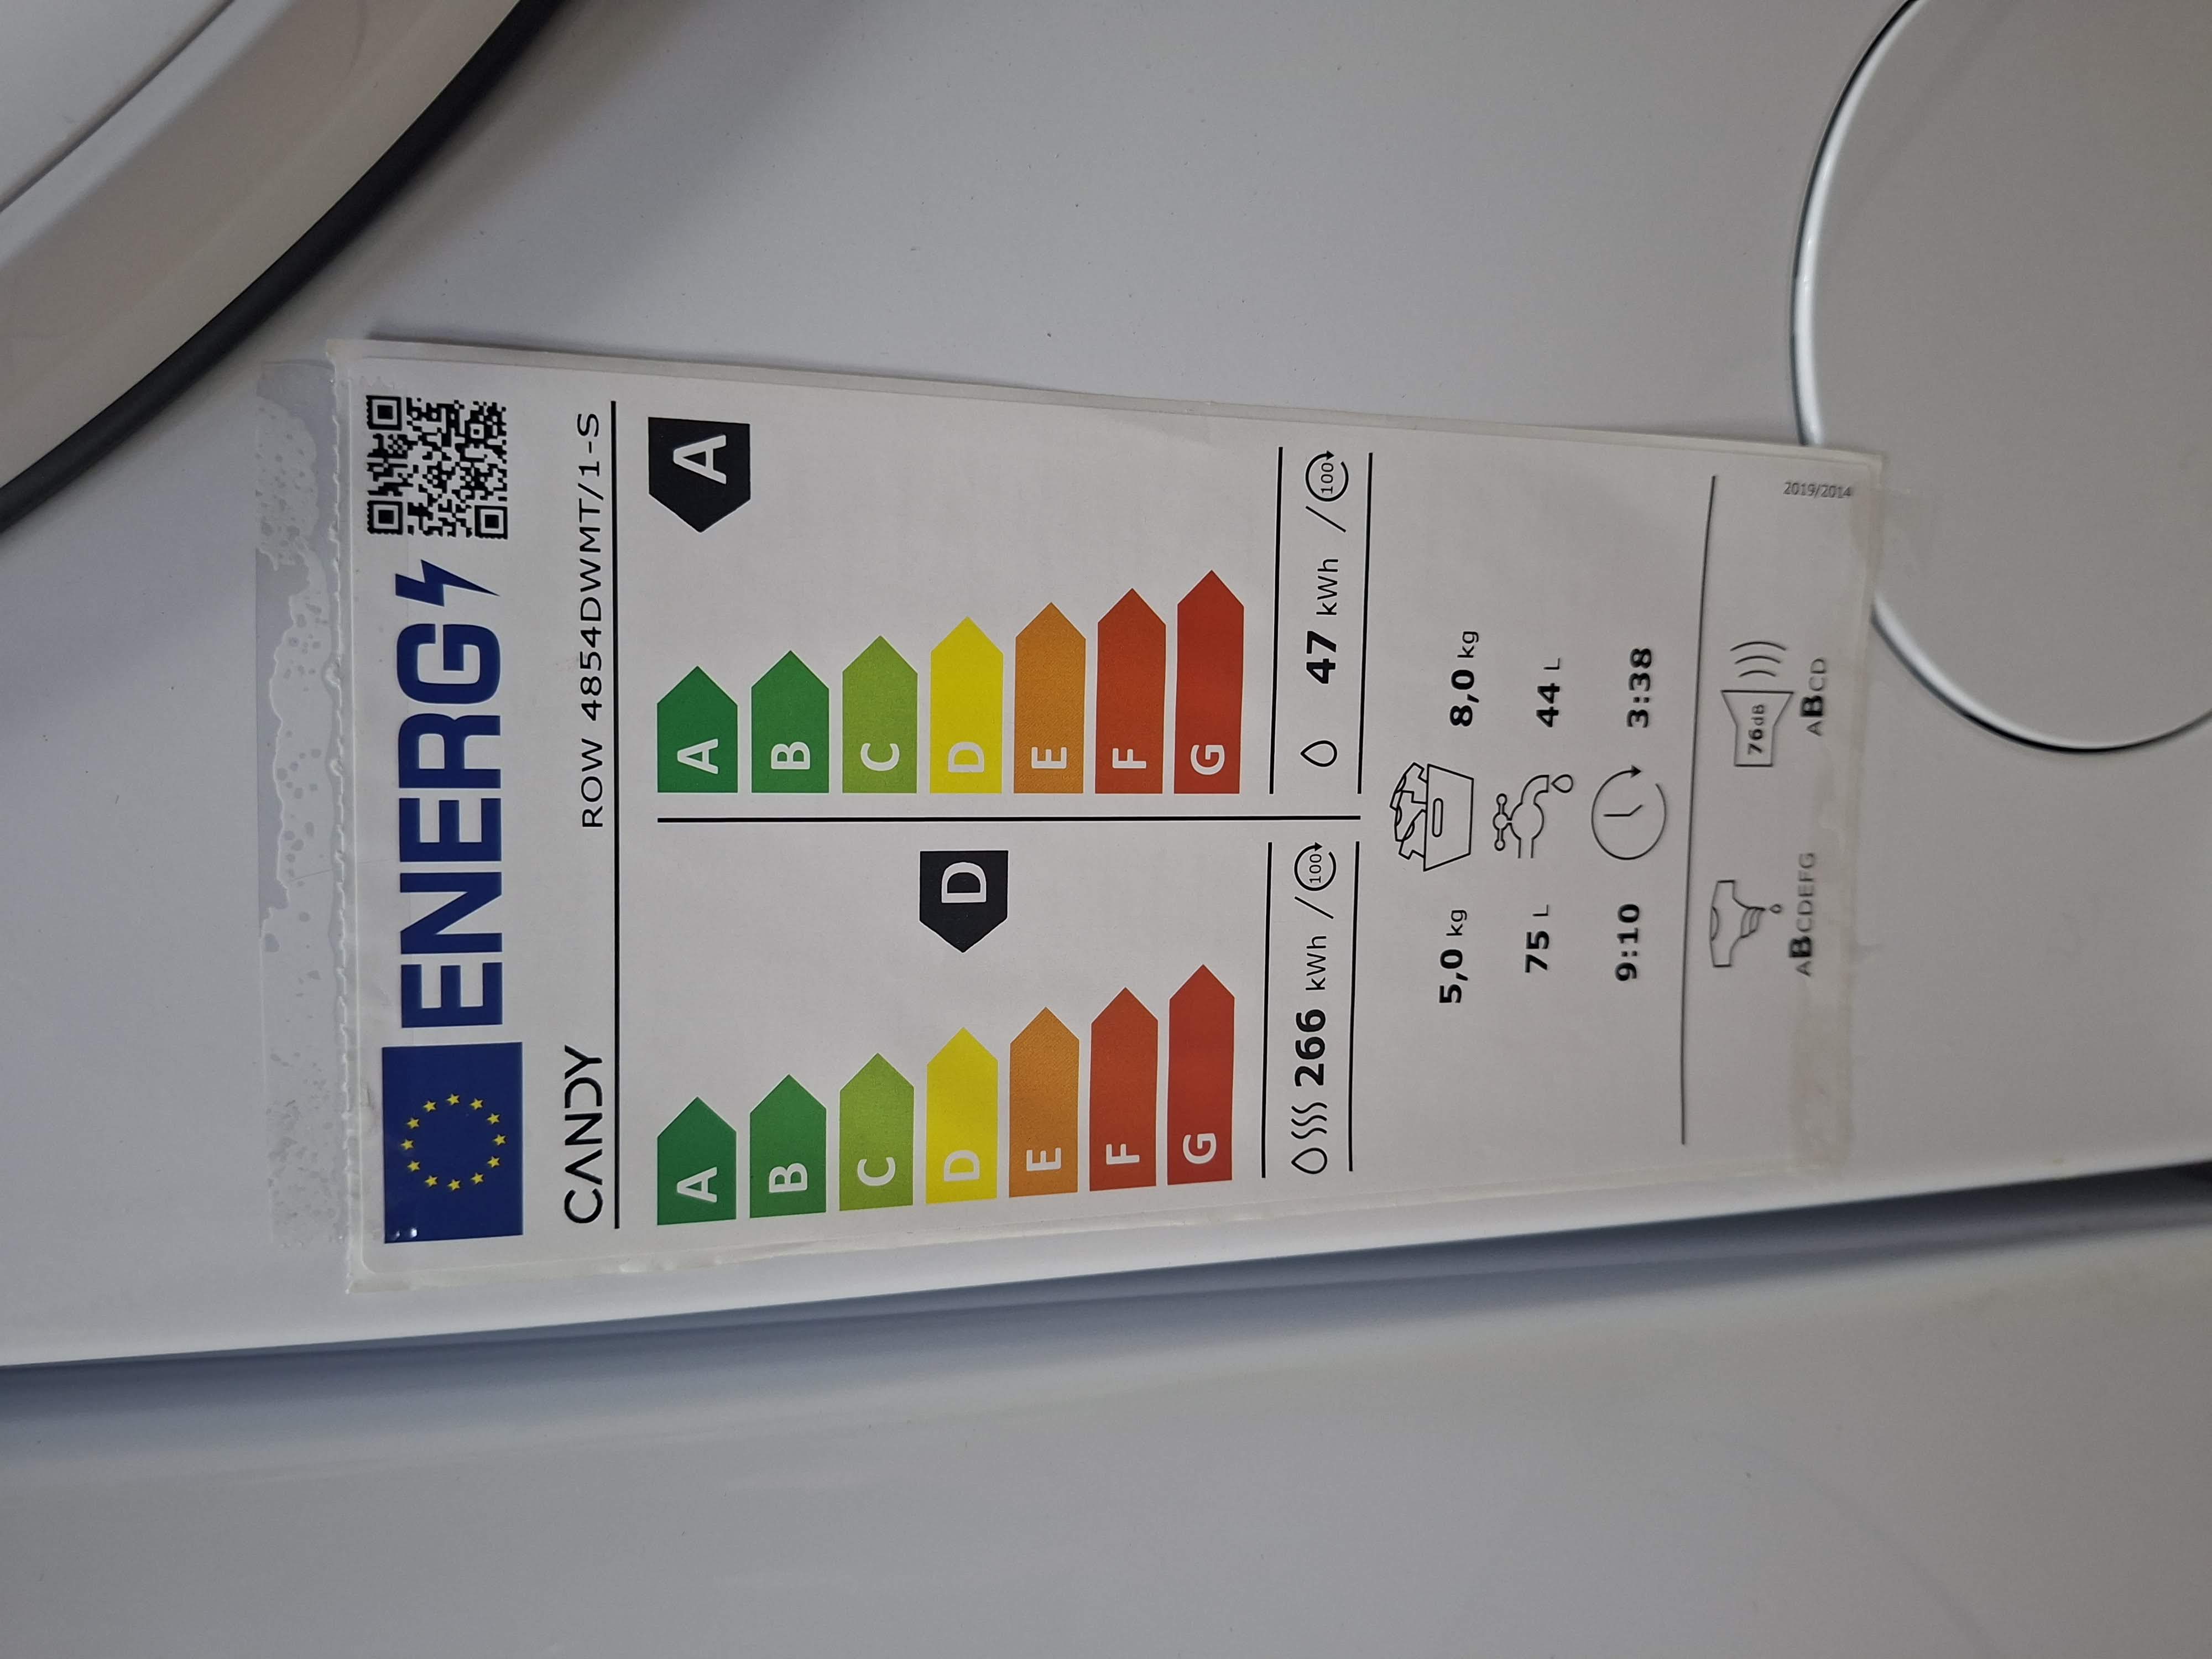 ENERG
CANDY ROW 4854DWMT/1-S
A A A
B B
C C
D D D
E E
F F
G G
266 kWh / 100 47 kWh / 100
5,0 kg 8,0 kg
75 L 44 L
9:10 3:38
76dB
ABCDEFG ABCD
2019/2014